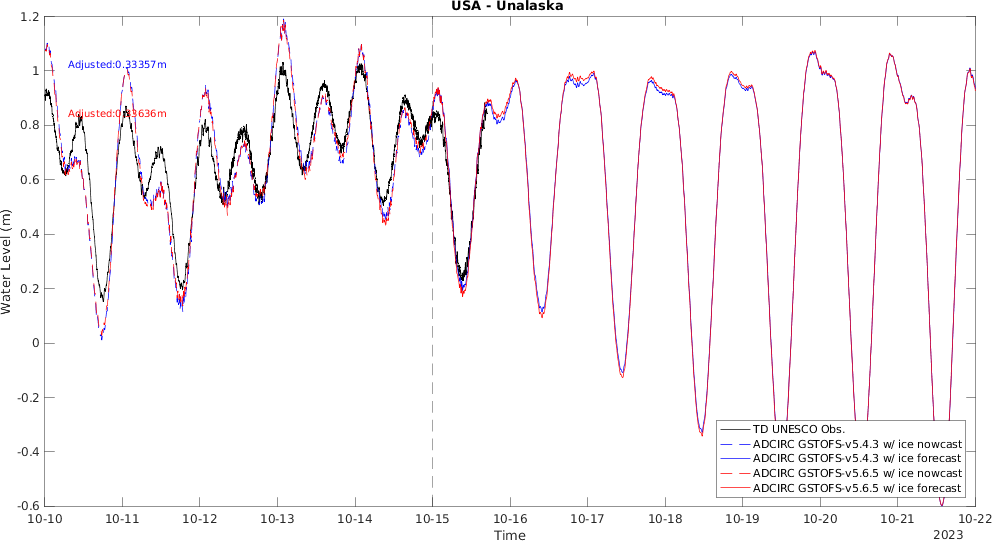 USA - Unalaska
1.2
1
0.8
0.6
0.4
0.2
0
-0.2
-0.4
-0.6
Water Level (m)
Adjusted:0.33357m
TD UNESCO Obs.
ADCIRC GSTOFS-v5.4.3 w/ ice nowcast
ADCIRC GSTOFS-v5.4.3 w/ ice forecast
ADCIRC GSTOFS-v5.6.5 w/ ice nowcast
ADCIRC GSTOFS-v5.6.5 w/ ice forecast
10-10 10-11 10-12 10-13 10-14 10-15 10-16 10-17 10-18 10-19 10-20 10-21 10-22
Time
2023